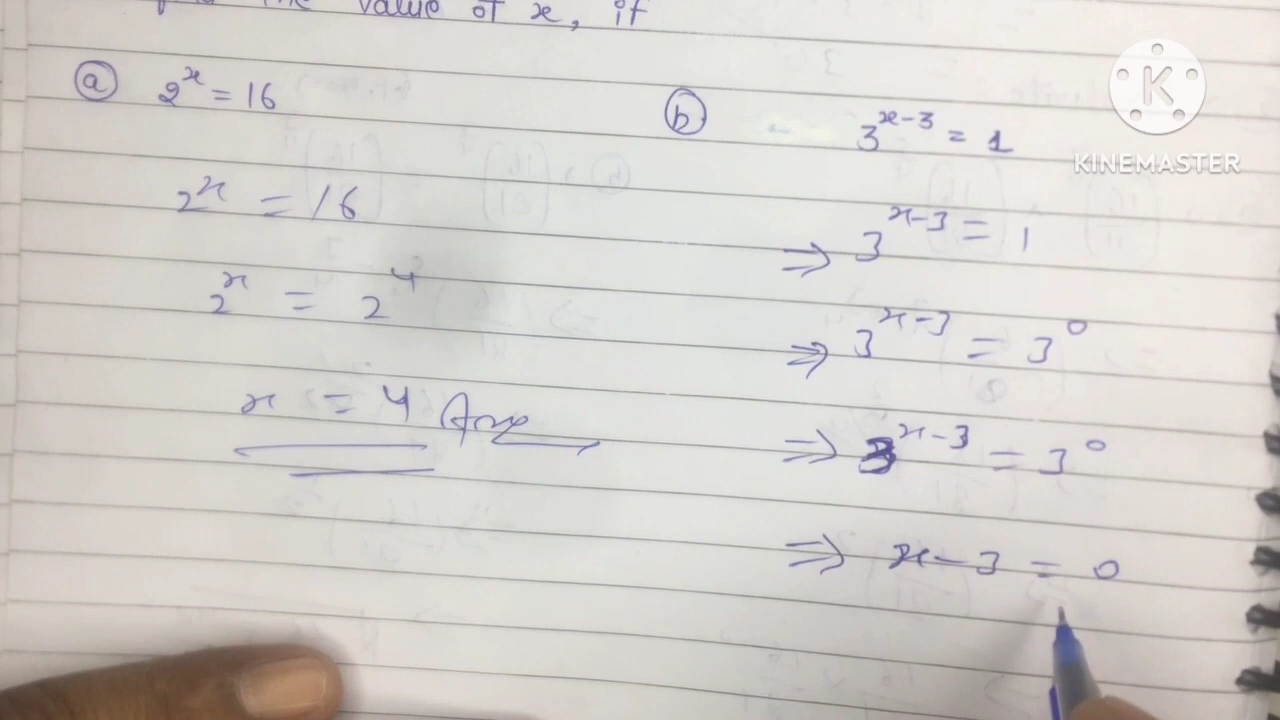 the value of x, if
ⓐ 2^x = 16
2^x = 16
2^x = 2^4
x = 4 Ans
ⓑ 3^{x-3} = 1
⇒ 3^{x-3} = 1
⇒ 3^{x-3} = 3^0
⇒ 3^{x-3} = 3^0
⇒ x-3 = 0
KINEMASTER